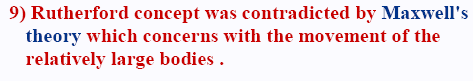 9) Rutherford concept was contradicted by Maxwell's
theory which concerns with the movement of the
relatively large bodies .